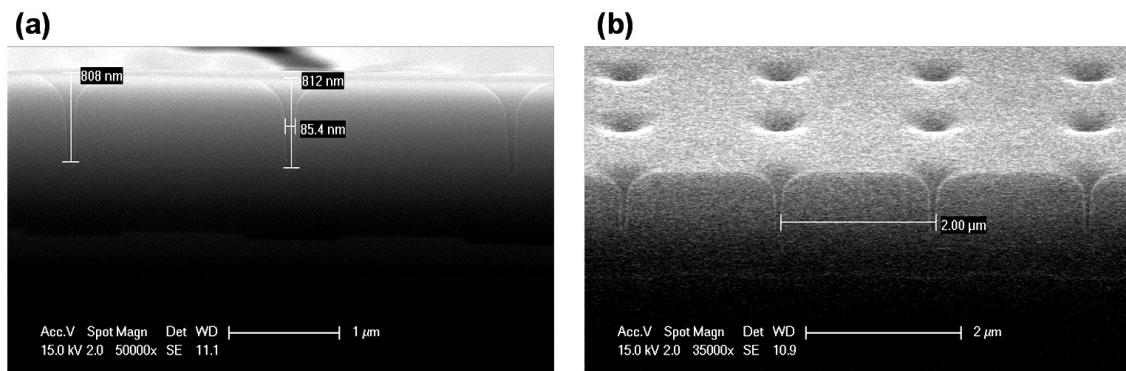 (a)
808 nm
812 nm
85.4 nm
Acc.V Spot Magn Det WD
15.0 kV 2.0 50000x SE 11.1
1 µm
(b)
2.00 µm
Acc.V Spot Magn Det WD
15.0 kV 2.0 35000x SE 10.9
2 µm